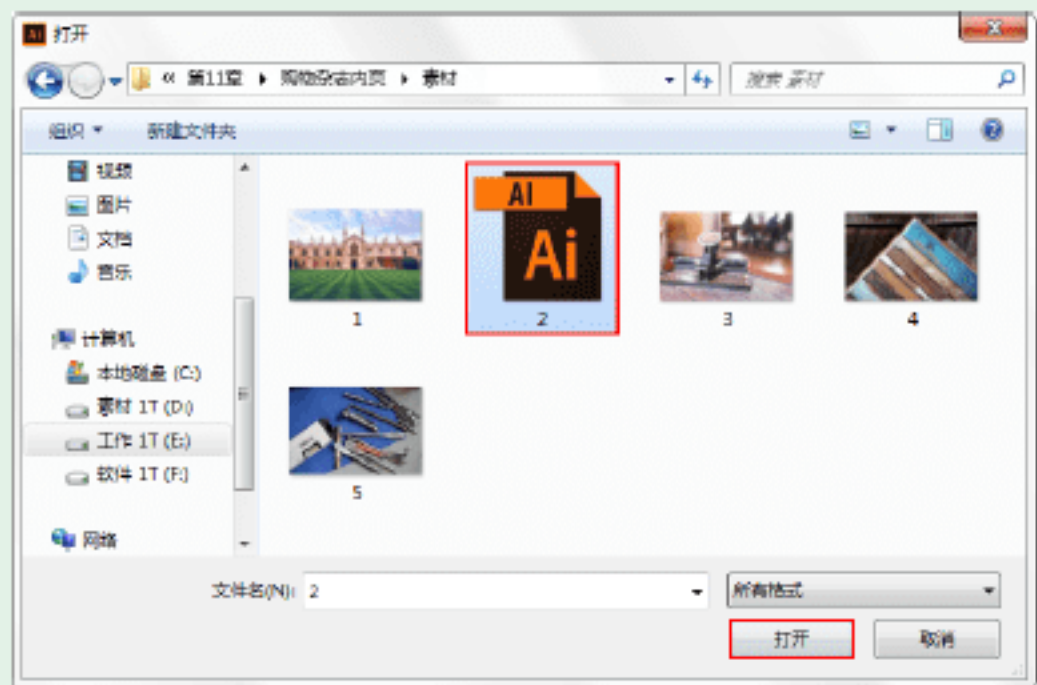 Ai 打开
« 第11章 ▸ 购物杂志内页 ▸ 素材
搜索 素材
组织 新建文件夹
视频
图片
文档
音乐
计算机
本地磁盘 (C:)
素材 1T (D:)
工作 1T (E:)
软件 1T (F:)
网络
AI
Ai
1 2 3 4
5
文件名(N): 2
所有格式
打开 取消